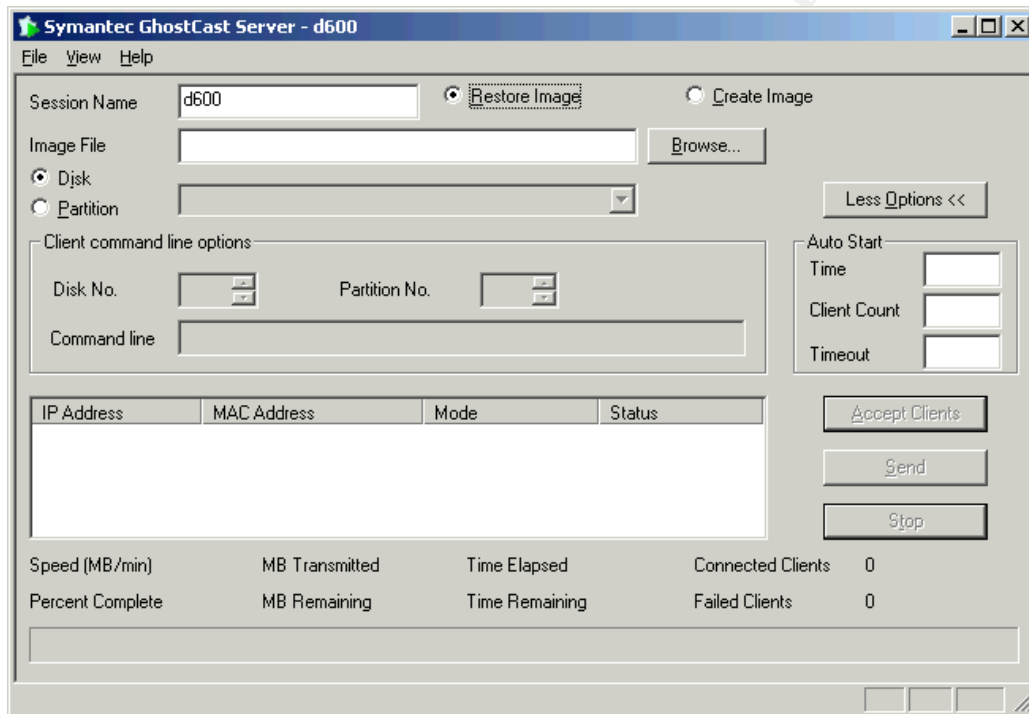 Symantec GhostCast Server - d600
File View Help
Session Name d600 Restore Image Create Image
Image File Browse...
Disk
Partition Less Options <<
Client command line options Auto Start
Time
Disk No. Partition No.
Client Count
Command line
Timeout
IP Address MAC Address Mode Status
Accept Clients
Send
Stop
Speed (MB/min) MB Transmitted Time Elapsed Connected Clients 0
Percent Complete MB Remaining Time Remaining Failed Clients 0